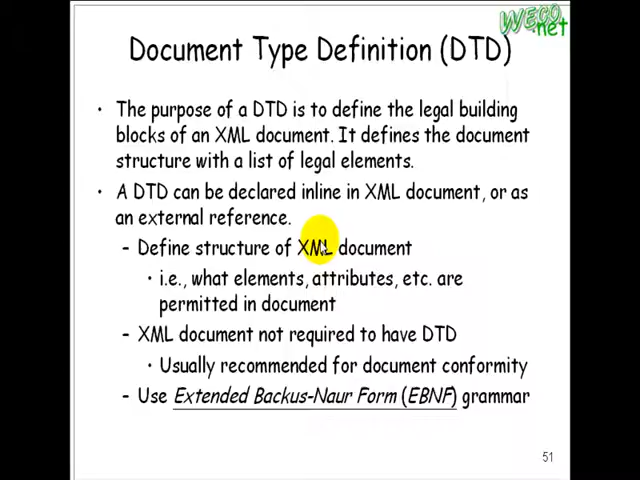 WECO
.net
Document Type Definition (DTD)
• The purpose of a DTD is to define the legal building
blocks of an XML document. It defines the document
structure with a list of legal elements.
• A DTD can be declared inline in XML document, or as
an external reference.
– Define structure of XML document
• i.e., what elements, attributes, etc. are
permitted in document
– XML document not required to have DTD
• Usually recommended for document conformity
– Use Extended Backus-Naur Form (EBNF) grammar
51